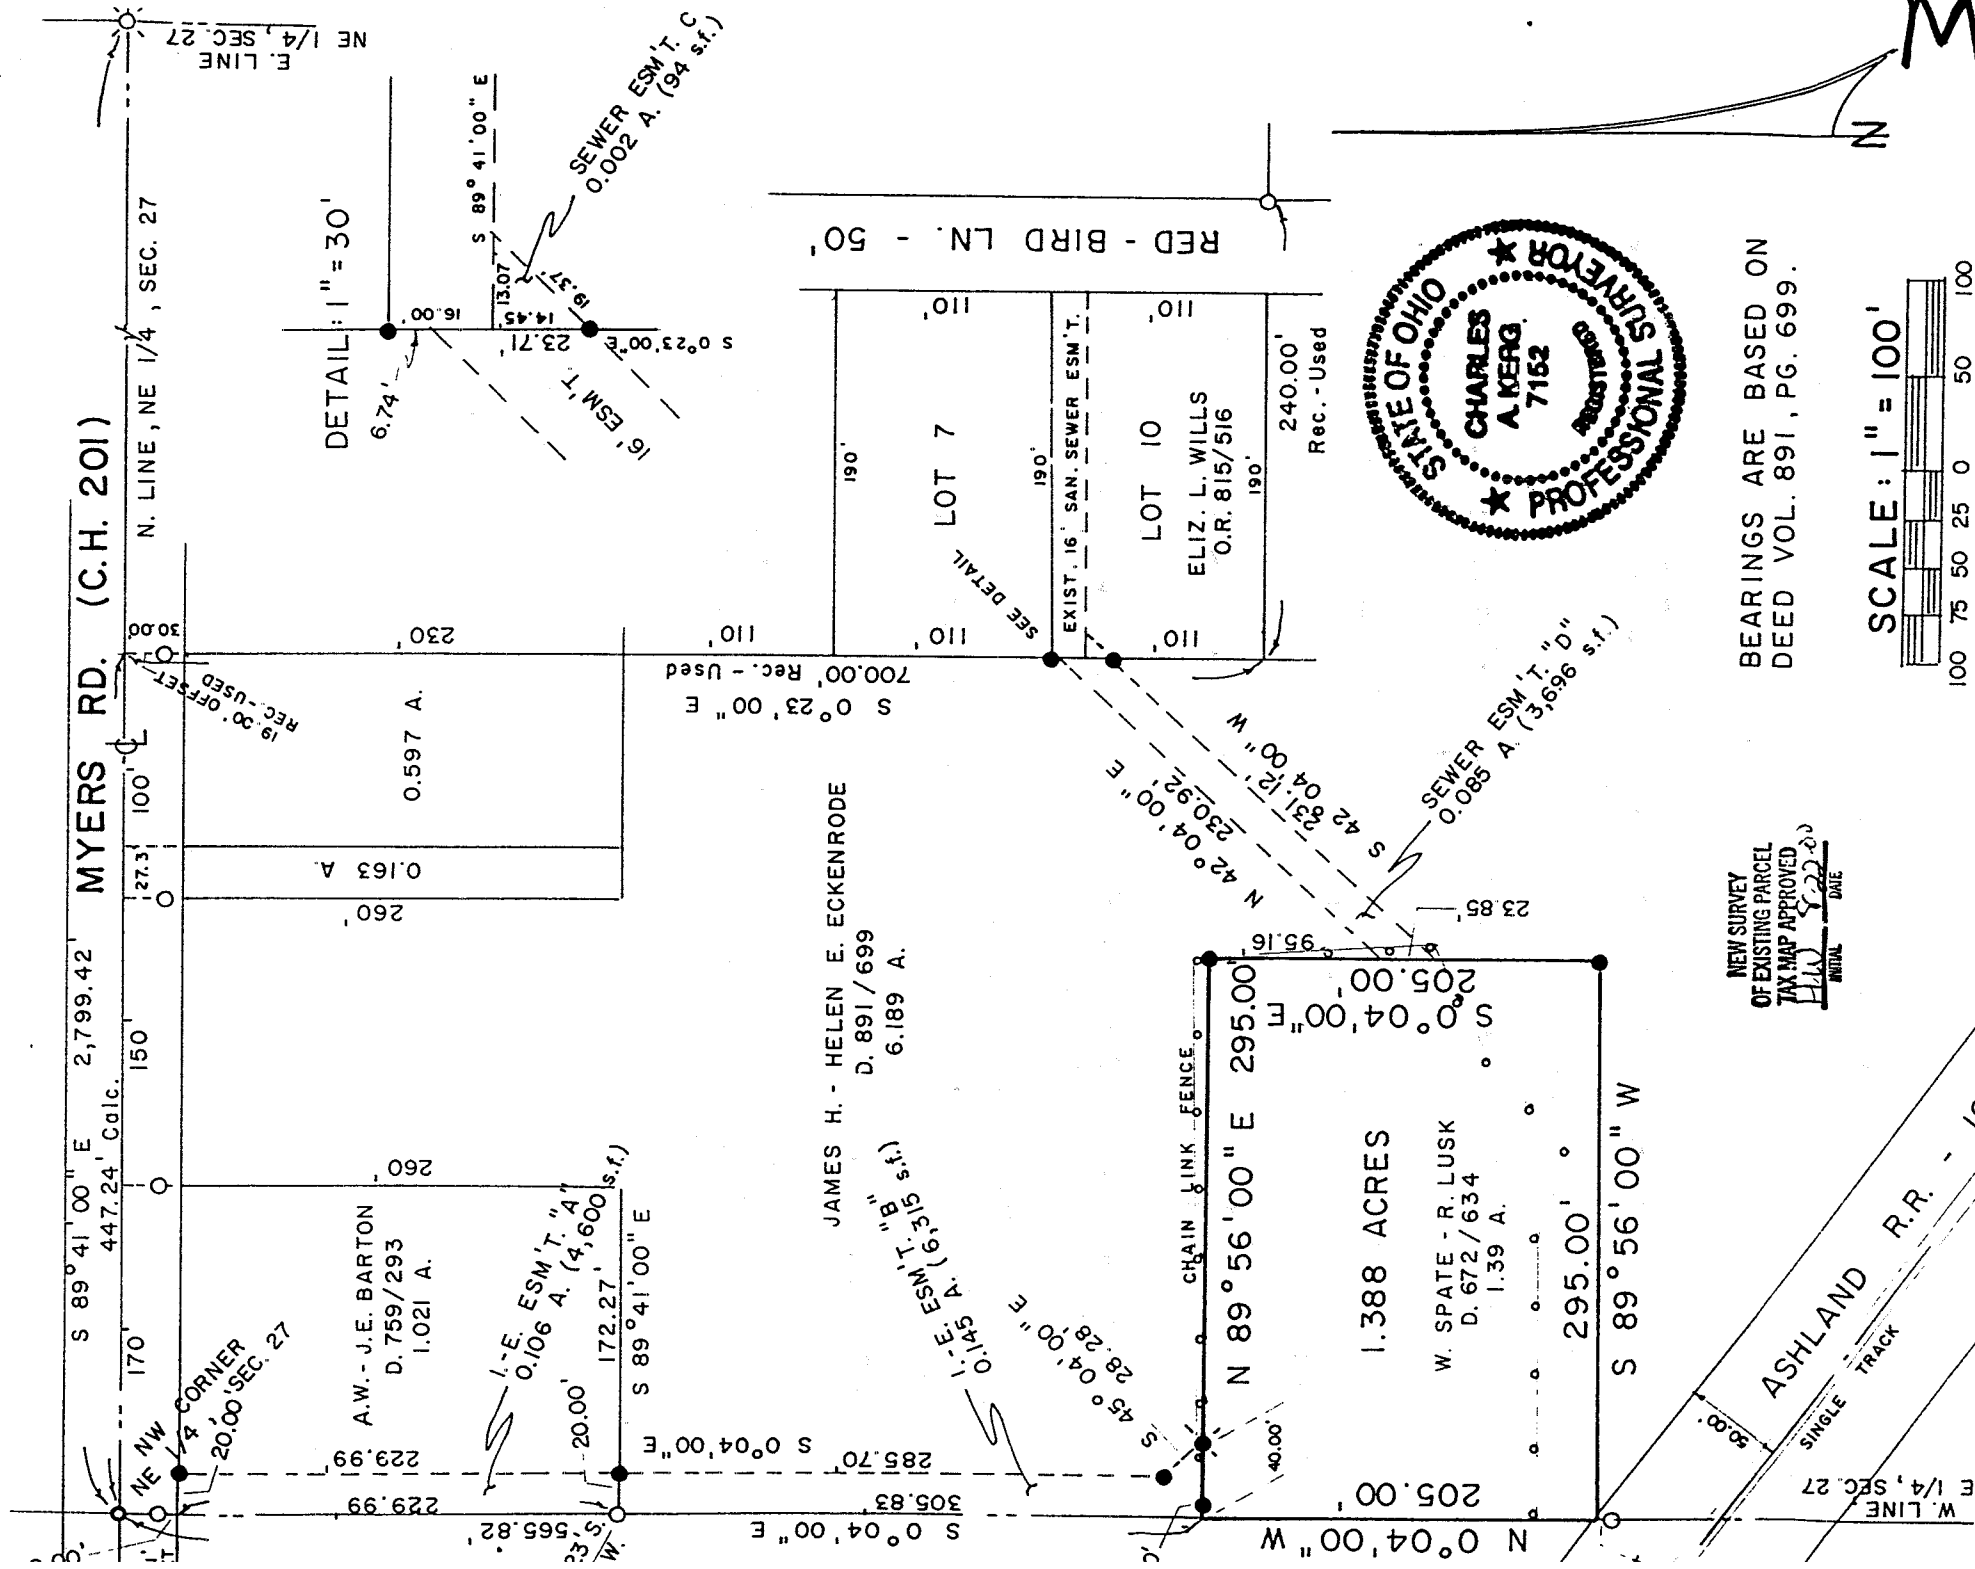 E. LINE
NE 1/4, SEC. 27
N. LINE, NE 1/4, SEC. 27
MYERS RD. (C.H. 201)
S 89°41'00" E 2,799.42'
447.24' Calc.
170'
150'
27.3'
100'
30.00
19.30' OFFSET
REC.-USED
230'
0.597 A.
0.163 A.
260'
260'
A.W. - J.E. BARTON
D. 759/293
1.021 A.
NW CORNER
NE 1/4 SEC. 27
20.00'
229.99'
229.99'
I.-E. ESM'T. "A"
0.106 A. (4,600 s.f.)
172.27'
S 89°41'00" E
20.00'
565.82'
S 0°04'00" E
285.70'
305.83'
S 0°04'00" E
I.-E. ESM'T. "B"
0.145 A. (6,315 s.f.)
S 45°04'00" E
28.28'
40.00'
JAMES H. - HELEN E. ECKENRODE
D. 891/699
6.189 A.
DETAIL: 1" = 30'
S 89°41'00" E
SEWER ESM'T. C
0.002 A. (94 s.f.)
13.07
16.00'
14.45'
19.37'
23.71'
S 0°23'00" E
6.74'
16' ESM'T.
RED - BIRD LN. - 50'
110'
110'
190'
LOT 7
190'
EXIST. 16' SAN. SEWER ESM'T.
LOT 10
ELIZ. L. WILLS
O.R. 815/516
190'
240.00'
Rec.-Used
SEE DETAIL
110'
110'
110'
700.00' Rec.-Used
S 0°23'00" E
N 42°04'00" E
230.92'
231.12'
S 42°04'00" W
SEWER ESM'T. "D"
0.085 A. (3,696 s.f.)
23.85'
95.16'
205.00'
S 0°04'00" E
CHAIN LINK FENCE
N 89°56'00" E 295.00'
1.388 ACRES
W. SPATE - R. LUSK
D. 672/634
1.39 A.
295.00'
S 89°56'00" W
205.00'
N 0°04'00" W
ASHLAND R.R.
SINGLE TRACK
50.00'
W. LINE,
E 1/4, SEC. 27
N
STATE OF OHIO
CHARLES
A. KERG
7152
REGISTERED
PROFESSIONAL SURVEYOR
BEARINGS ARE BASED ON
DEED VOL. 891, PG. 699.
SCALE: 1" = 100'
100 75 50 25 0 50 100
NEW SURVEY
OF EXISTING PARCEL
TAX MAP APPROVED
INITIAL DATE